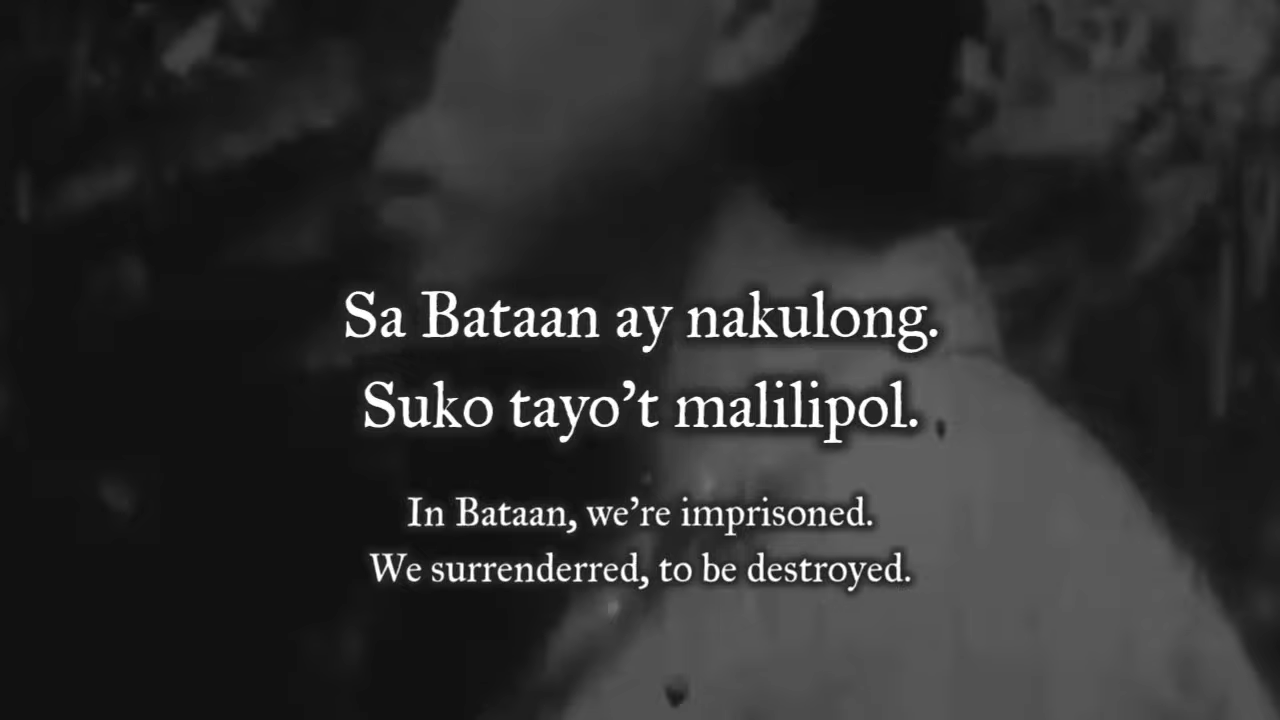 Sa Bataan ay nakulong.
Suko tayo’t malilipol.
In Bataan, we’re imprisoned.
We surrenderred, to be destroyed.